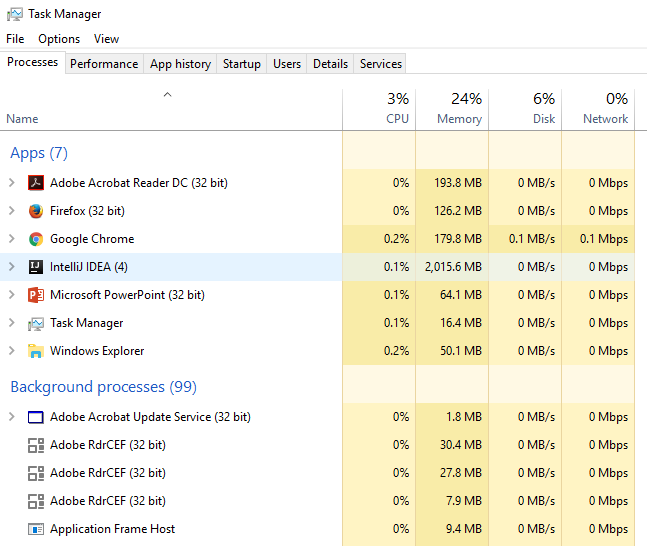 Task Manager
File Options View
Processes Performance App history Startup Users Details Services
3% 24% 6% 0%
Name CPU Memory Disk Network
Apps (7)
Adobe Acrobat Reader DC (32 bit) 0% 193.8 MB 0 MB/s 0 Mbps
Firefox (32 bit) 0% 126.2 MB 0 MB/s 0 Mbps
Google Chrome 0.2% 179.8 MB 0.1 MB/s 0.1 Mbps
IntelliJ IDEA (4) 0.1% 2,015.6 MB 0 MB/s 0 Mbps
Microsoft PowerPoint (32 bit) 0.1% 64.1 MB 0 MB/s 0 Mbps
Task Manager 0.1% 16.4 MB 0 MB/s 0 Mbps
Windows Explorer 0.2% 50.1 MB 0 MB/s 0 Mbps
Background processes (99)
Adobe Acrobat Update Service (32 bit) 0% 1.8 MB 0 MB/s 0 Mbps
Adobe RdrCEF (32 bit) 0% 30.4 MB 0 MB/s 0 Mbps
Adobe RdrCEF (32 bit) 0% 27.8 MB 0 MB/s 0 Mbps
Adobe RdrCEF (32 bit) 0% 7.9 MB 0 MB/s 0 Mbps
Application Frame Host 0% 9.4 MB 0 MB/s 0 Mbps